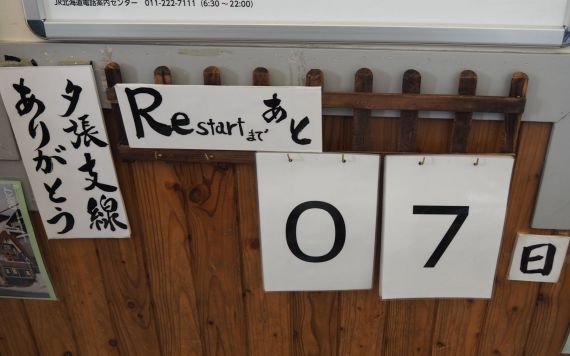 JR北海道電話案内センター 011-222-7111（6:30～22:00）
夕張支線
ありがとう
Restartまで
あと
07
日